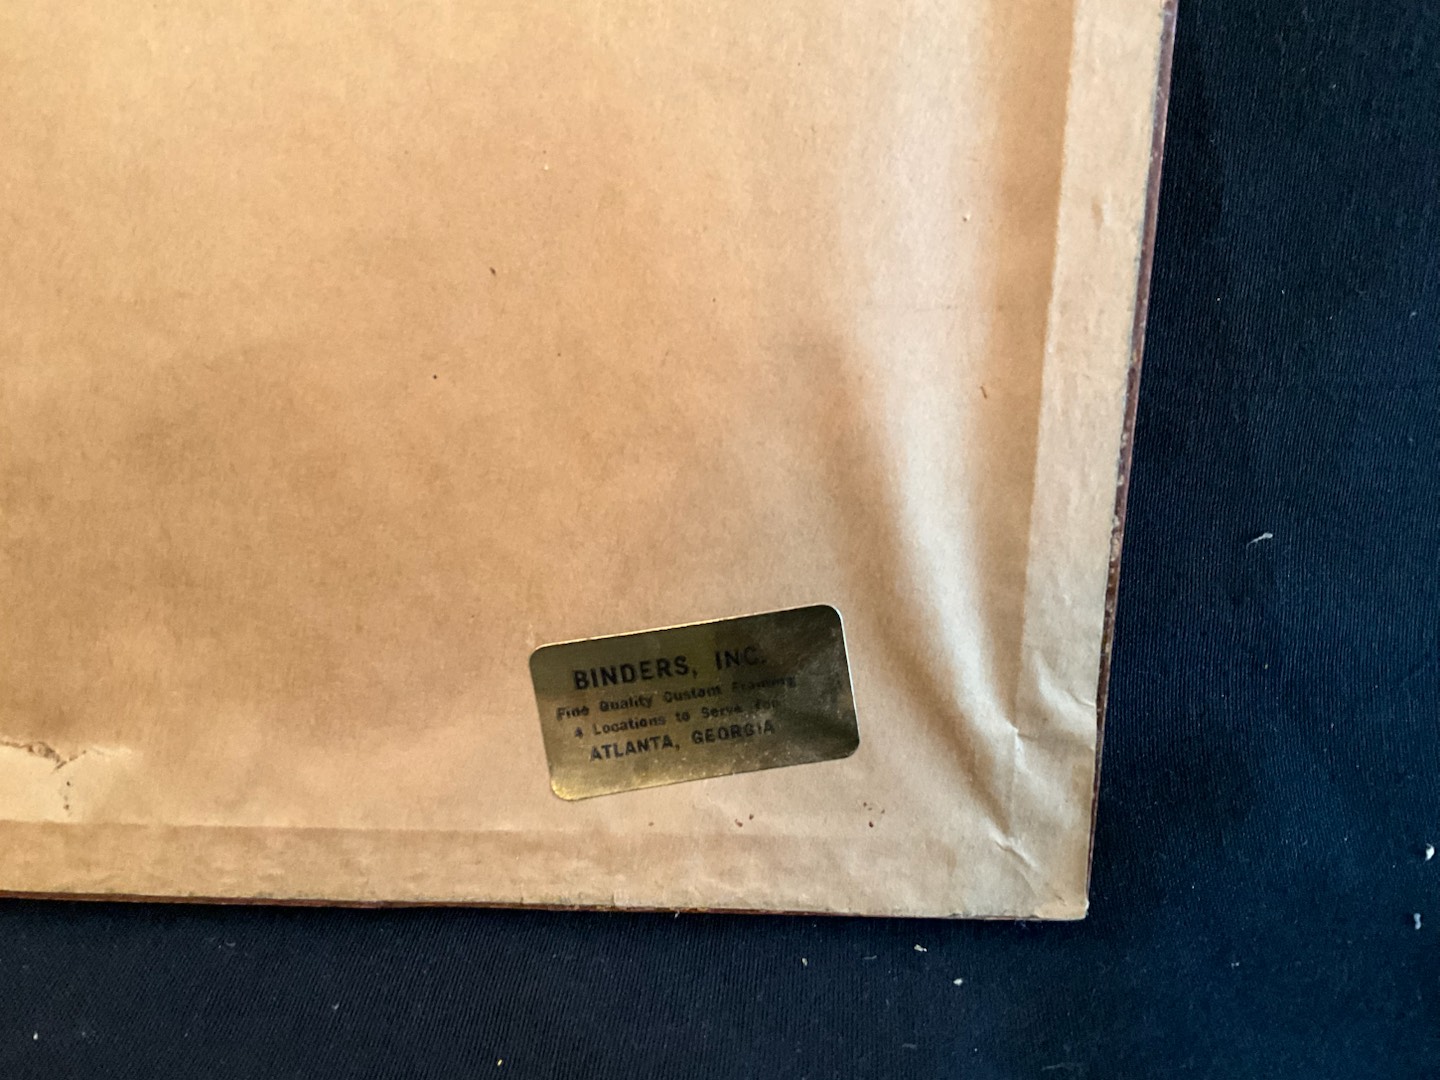 BINDERS, INC.
Fine Quality Custom Framing
4 Locations to Serve You
ATLANTA, GEORGIA